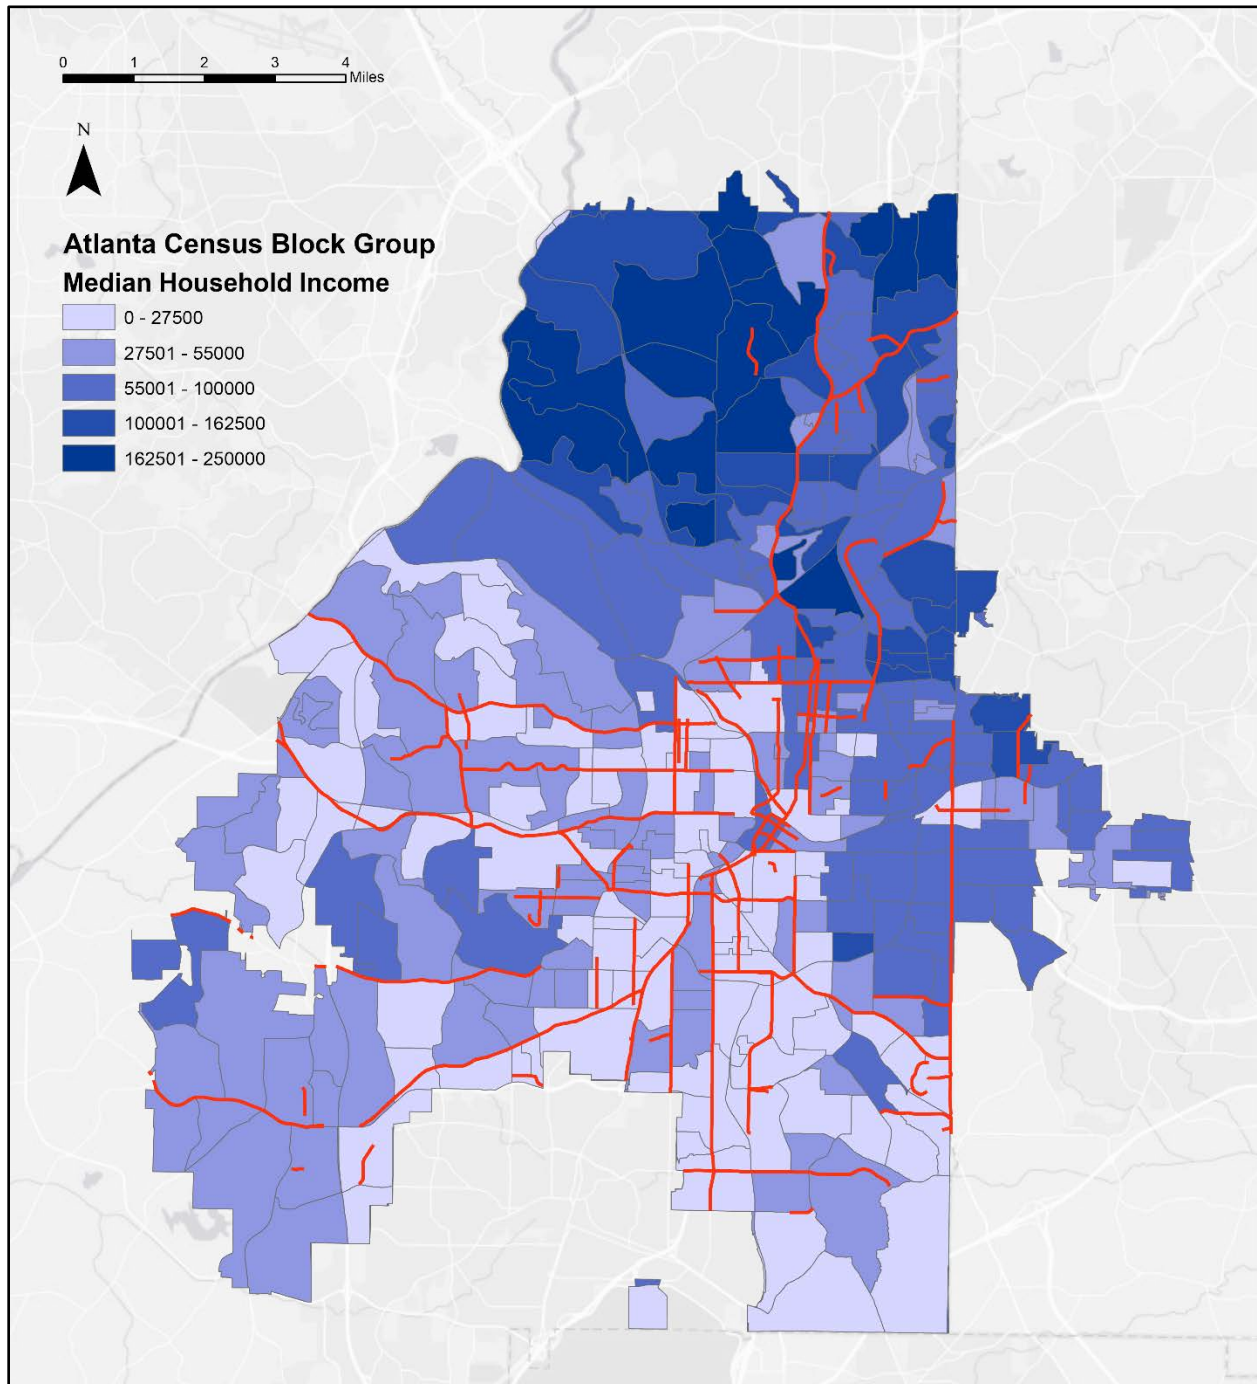 0 1 2 3 4
Miles
N
Atlanta Census Block Group
Median Household Income
0 - 27500
27501 - 55000
55001 - 100000
100001 - 162500
162501 - 250000